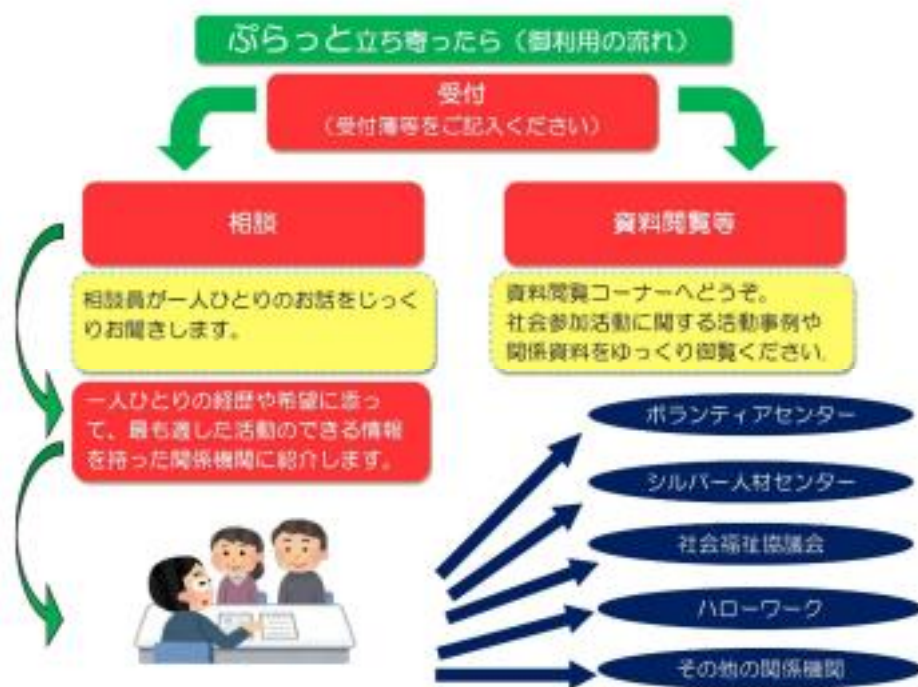 ぷらっと立ち寄ったら（御利用の流れ）
受付
（受付簿等をご記入ください）
相談
相談員が一人ひとりのお話をじっく
りお聞きします。
一人ひとりの経歴や希望に添っ
て、最も適した活動のできる情報
を持った関係機関に紹介します。
資料閲覧等
資料閲覧コーナーへどうぞ。
社会参加活動に関する活動事例や
関係資料をゆっくり御覧ください.
ボランティアセンター
シルバー人材センター
社会福祉協議会
ハローワーク
その他の関係機関